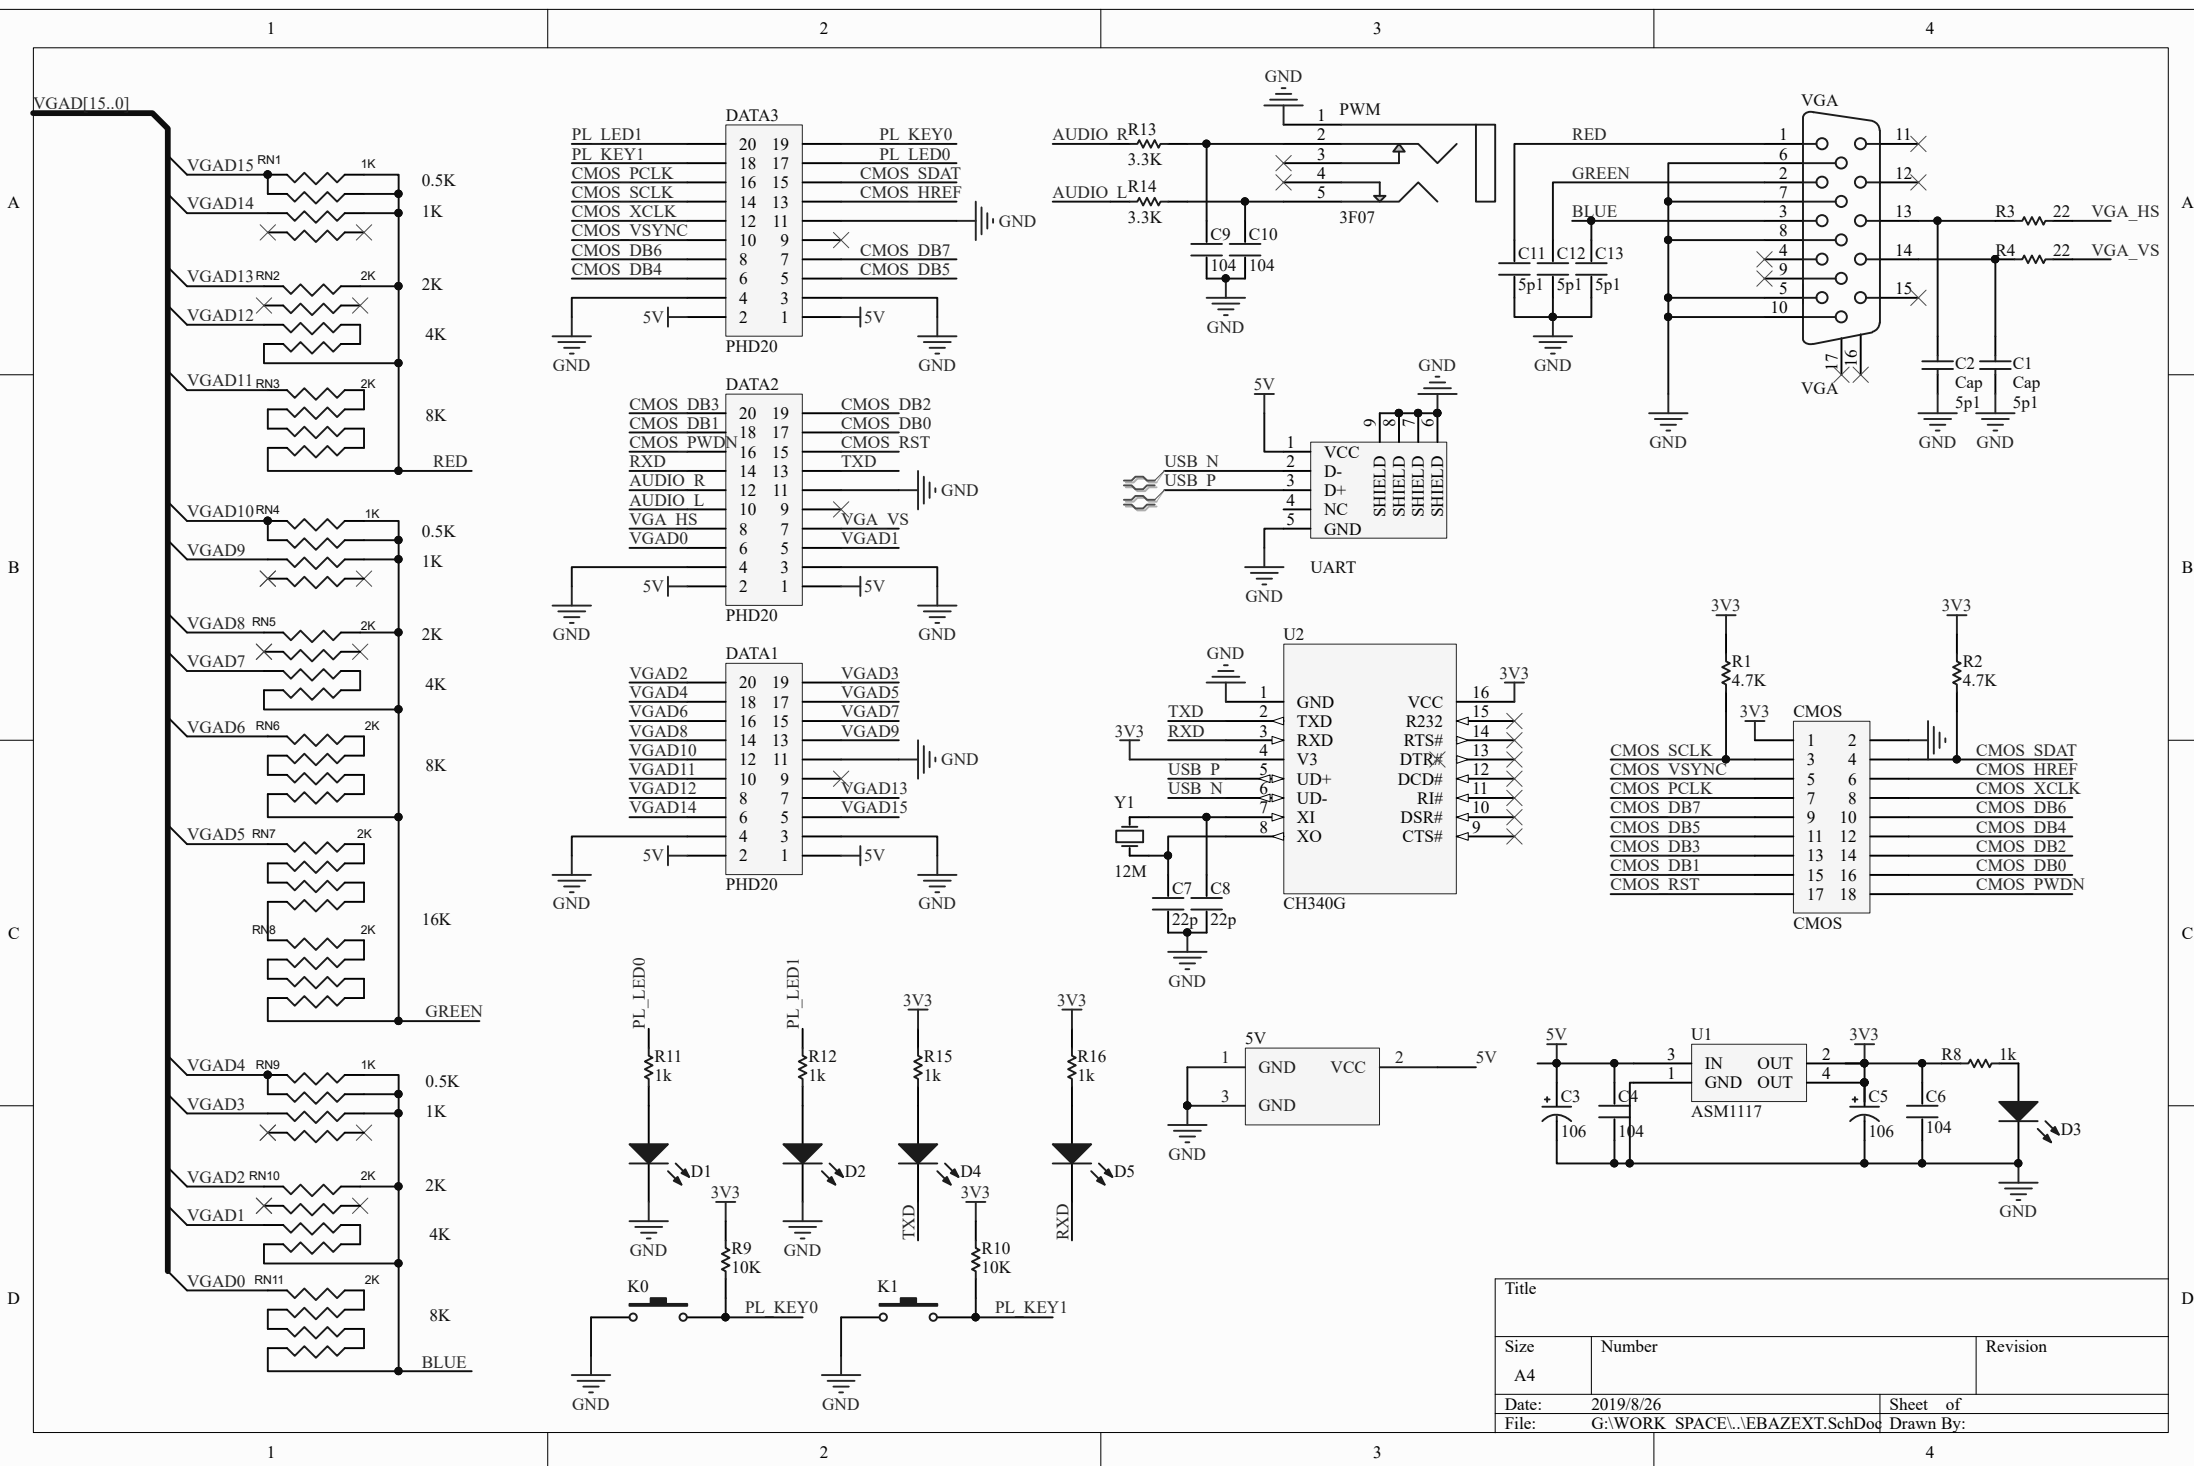 1 2 3 4
A
B
C
D
VGAD[15..0]
VGAD15 RN1 1K
0.5K
VGAD14
1K
VGAD13 RN2 2K
2K
VGAD12
4K
VGAD11 RN3 2K
8K
RED
VGAD10 RN4 1K
0.5K
VGAD9
1K
VGAD8 RN5 2K
2K
VGAD7
4K
VGAD6 RN6 2K
8K
VGAD5 RN7 2K
16K
RN8 2K
GREEN
VGAD4 RN9 1K
0.5K
VGAD3
1K
VGAD2 RN10 2K
2K
VGAD1
4K
VGAD0 RN11 2K
8K
BLUE
DATA3
PL_LED1 20 19 PL_KEY0
PL_KEY1 18 17 PL_LED0
CMOS_PCLK 16 15 CMOS_SDAT
CMOS_SCLK 14 13 CMOS_HREF
CMOS_XCLK 12 11 GND
CMOS_VSYNC 10 9
CMOS_DB6 8 7 CMOS_DB7
CMOS_DB4 6 5 CMOS_DB5
4 3
5V 2 1 5V
PHD20
GND GND
DATA2
CMOS_DB3 20 19 CMOS_DB2
CMOS_DB1 18 17 CMOS_DB0
CMOS_PWDN 16 15 CMOS_RST
RXD 14 13 TXD
AUDIO_R 12 11 GND
AUDIO_L 10 9
VGA_HS 8 7 VGA_VS
VGAD0 6 5 VGAD1
4 3
5V 2 1 5V
PHD20
GND GND
DATA1
VGAD2 20 19 VGAD3
VGAD4 18 17 VGAD5
VGAD6 16 15 VGAD7
VGAD8 14 13 VGAD9
VGAD10 12 11 GND
VGAD11 10 9
VGAD12 8 7 VGAD13
VGAD14 6 5 VGAD15
4 3
5V 2 1 5V
PHD20
GND GND
PL_LED0 PL_LED1 3V3 3V3
R11 R12 R15 R16
1k 1k 1k 1k
D1 D2 D4 D5
GND GND TXD RXD
3V3 3V3
R9 R10
10K 10K
K0 PL_KEY0
K1 PL_KEY1
GND GND
GND
1 PWM
AUDIO_R R13 2
3.3K 3
4
AUDIO_L R14 5
3.3K 3F07
C9 C10
104 104
GND
5V GND
9 8 7 6
1 VCC
USB_N 2 D-
USB_P 3 D+
4 NC
5 GND
SHIELD SHIELD SHIELD SHIELD
GND UART
U2
GND 3V3
1 GND VCC 16
TXD 2 TXD R232 15
RXD 3 RXD RTS# 14
3V3 4 V3 DTR# 13
USB_P 5 UD+ DCD# 12
USB_N 6 UD- RI# 11
Y1 7 XI DSR# 10
8 XO CTS# 9
12M
C7 C8
22p 22p
CH340G
GND
5V
1 GND VCC 2 5V
3 GND
GND
VGA
RED 1 11
6
GREEN 2 12
7
BLUE 3 13 R3 22 VGA_HS
8
4 14 R4 22 VGA_VS
9
5 15
10
17 16
VGA
C11 C12 C13
5p1 5p1 5p1
GND
C2 C1
Cap Cap
5p1 5p1
GND GND GND
3V3 3V3
R1 R2
4.7K 4.7K
3V3 CMOS
1 2
CMOS_SCLK 3 4 CMOS_SDAT
CMOS_VSYNC 5 6 CMOS_HREF
CMOS_PCLK 7 8 CMOS_XCLK
CMOS_DB7 9 10 CMOS_DB6
CMOS_DB5 11 12 CMOS_DB4
CMOS_DB3 13 14 CMOS_DB2
CMOS_DB1 15 16 CMOS_DB0
CMOS_RST 17 18 CMOS_PWDN
CMOS
5V U1 3V3
3 IN OUT 2 R8 1k
1 GND OUT 4
ASM1117
C3 C4 C5 C6 D3
106 104 106 104
GND
Title
Size Number Revision
A4
Date: 2019/8/26 Sheet of
File: G:\WORK_SPACE\..\EBAZEXT.SchDoc Drawn By:
A
B
C
D
1 2 3 4